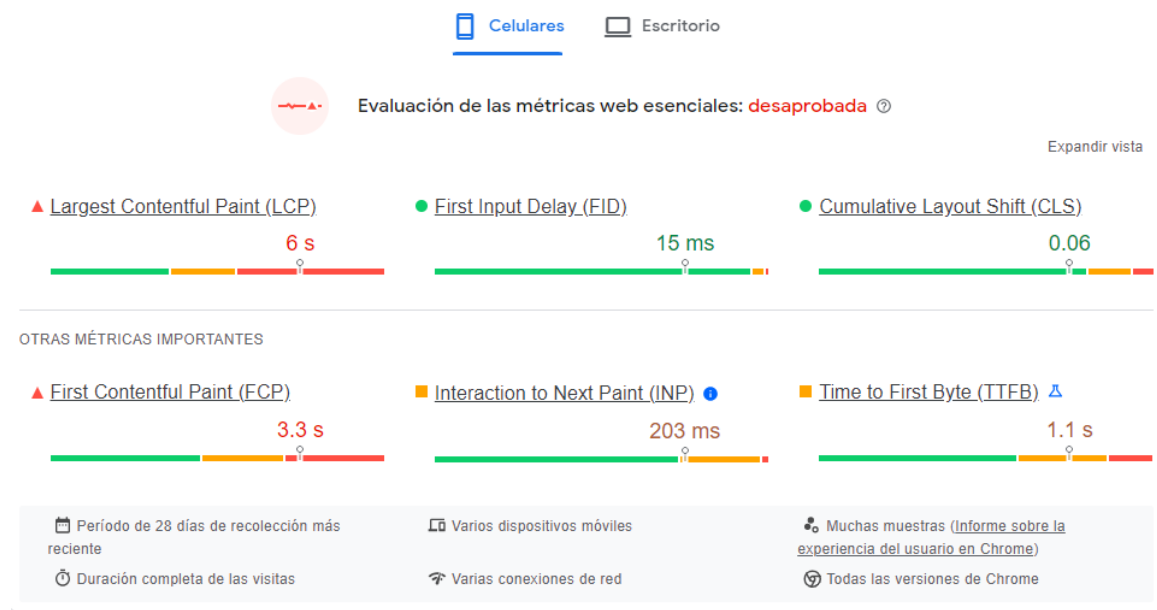 Celulares
Escritorio
Evaluación de las métricas web esenciales: desaprobada
Expandir vista
Largest Contentful Paint (LCP)
6 s
First Input Delay (FID)
15 ms
Cumulative Layout Shift (CLS)
0.06
OTRAS MÉTRICAS IMPORTANTES
First Contentful Paint (FCP)
3.3 s
Interaction to Next Paint (INP)
203 ms
Time to First Byte (TTFB)
1.1 s
Período de 28 días de recolección más
reciente
Varios dispositivos móviles
Muchas muestras (Informe sobre la
experiencia del usuario en Chrome)
Duración completa de las visitas
Varias conexiones de red
Todas las versiones de Chrome